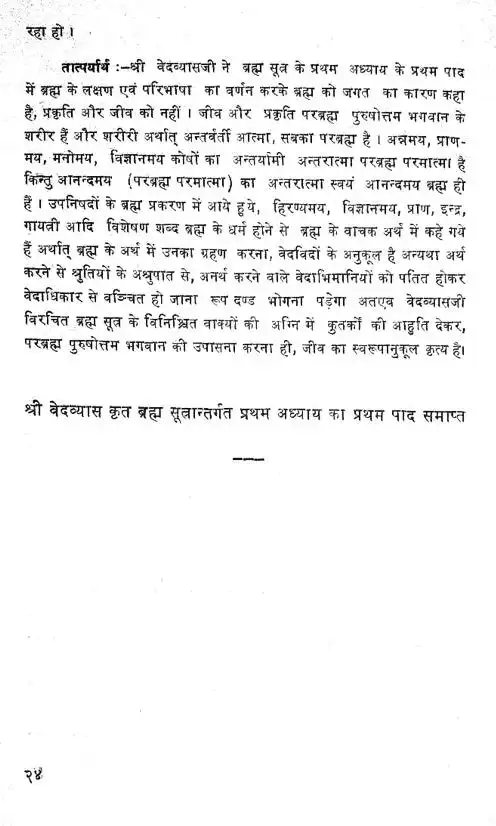 रहा हो।
तात्पर्यार्थ :–श्री वेदव्यासजी ने ब्रह्म सूत्र के प्रथम अध्याय के प्रथम पाद
में ब्रह्म के लक्षण एवं परिभाषा का वर्णन करके ब्रह्म को जगत का कारण कहा
है, प्रकृति और जीव को नहीं । जीव और प्रकृति परब्रह्म पुरुषोत्तम भगवान के
शरीर हैं और शरीरी अर्थात् अन्तर्वर्ती आत्मा, सबका परब्रह्म है । अन्नमय, प्राण-
मय, मनोमय, विज्ञानमय कोषों का अन्तर्यामी अन्तरात्मा परब्रह्म परमात्मा है
किन्तु आनन्दमय (परब्रह्म परमात्मा) का अन्तरात्मा स्वयं आनन्दमय ब्रह्म ही
हैं । उपनिषदों के ब्रह्म प्रकरण में आये हुये, हिरण्यमय, विज्ञानमय, प्राण, इन्द्र,
गायत्री आदि विशेषण शब्द ब्रह्म के धर्म होने से ब्रह्म के वाचक अर्थ में कहे गये
हैं अर्थात् ब्रह्म के अर्थ में उनका ग्रहण करना, वेदविदों के अनुकूल है अन्यथा अर्थ
करने से श्रुतियों के अश्रुपात से, अनर्थ करने वाले वेदाभिमानियों को पतित होकर
वेदाधिकार से वञ्चित हो जाना रूप दण्ड भोगना पड़ेगा अतएव वेदव्यासजी
विरचित ब्रह्म सूत्र के विनिश्चित वाक्यों की अग्नि में कुतर्कों की आहुति देकर,
परब्रह्म पुरुषोत्तम भगवान की उपासना करना ही, जीव का स्वरूपानुकूल कृत्य है।
श्री वेदव्यास कृत ब्रह्म सूत्रान्तर्गत प्रथम अध्याय का प्रथम पाद समाप्त
२४